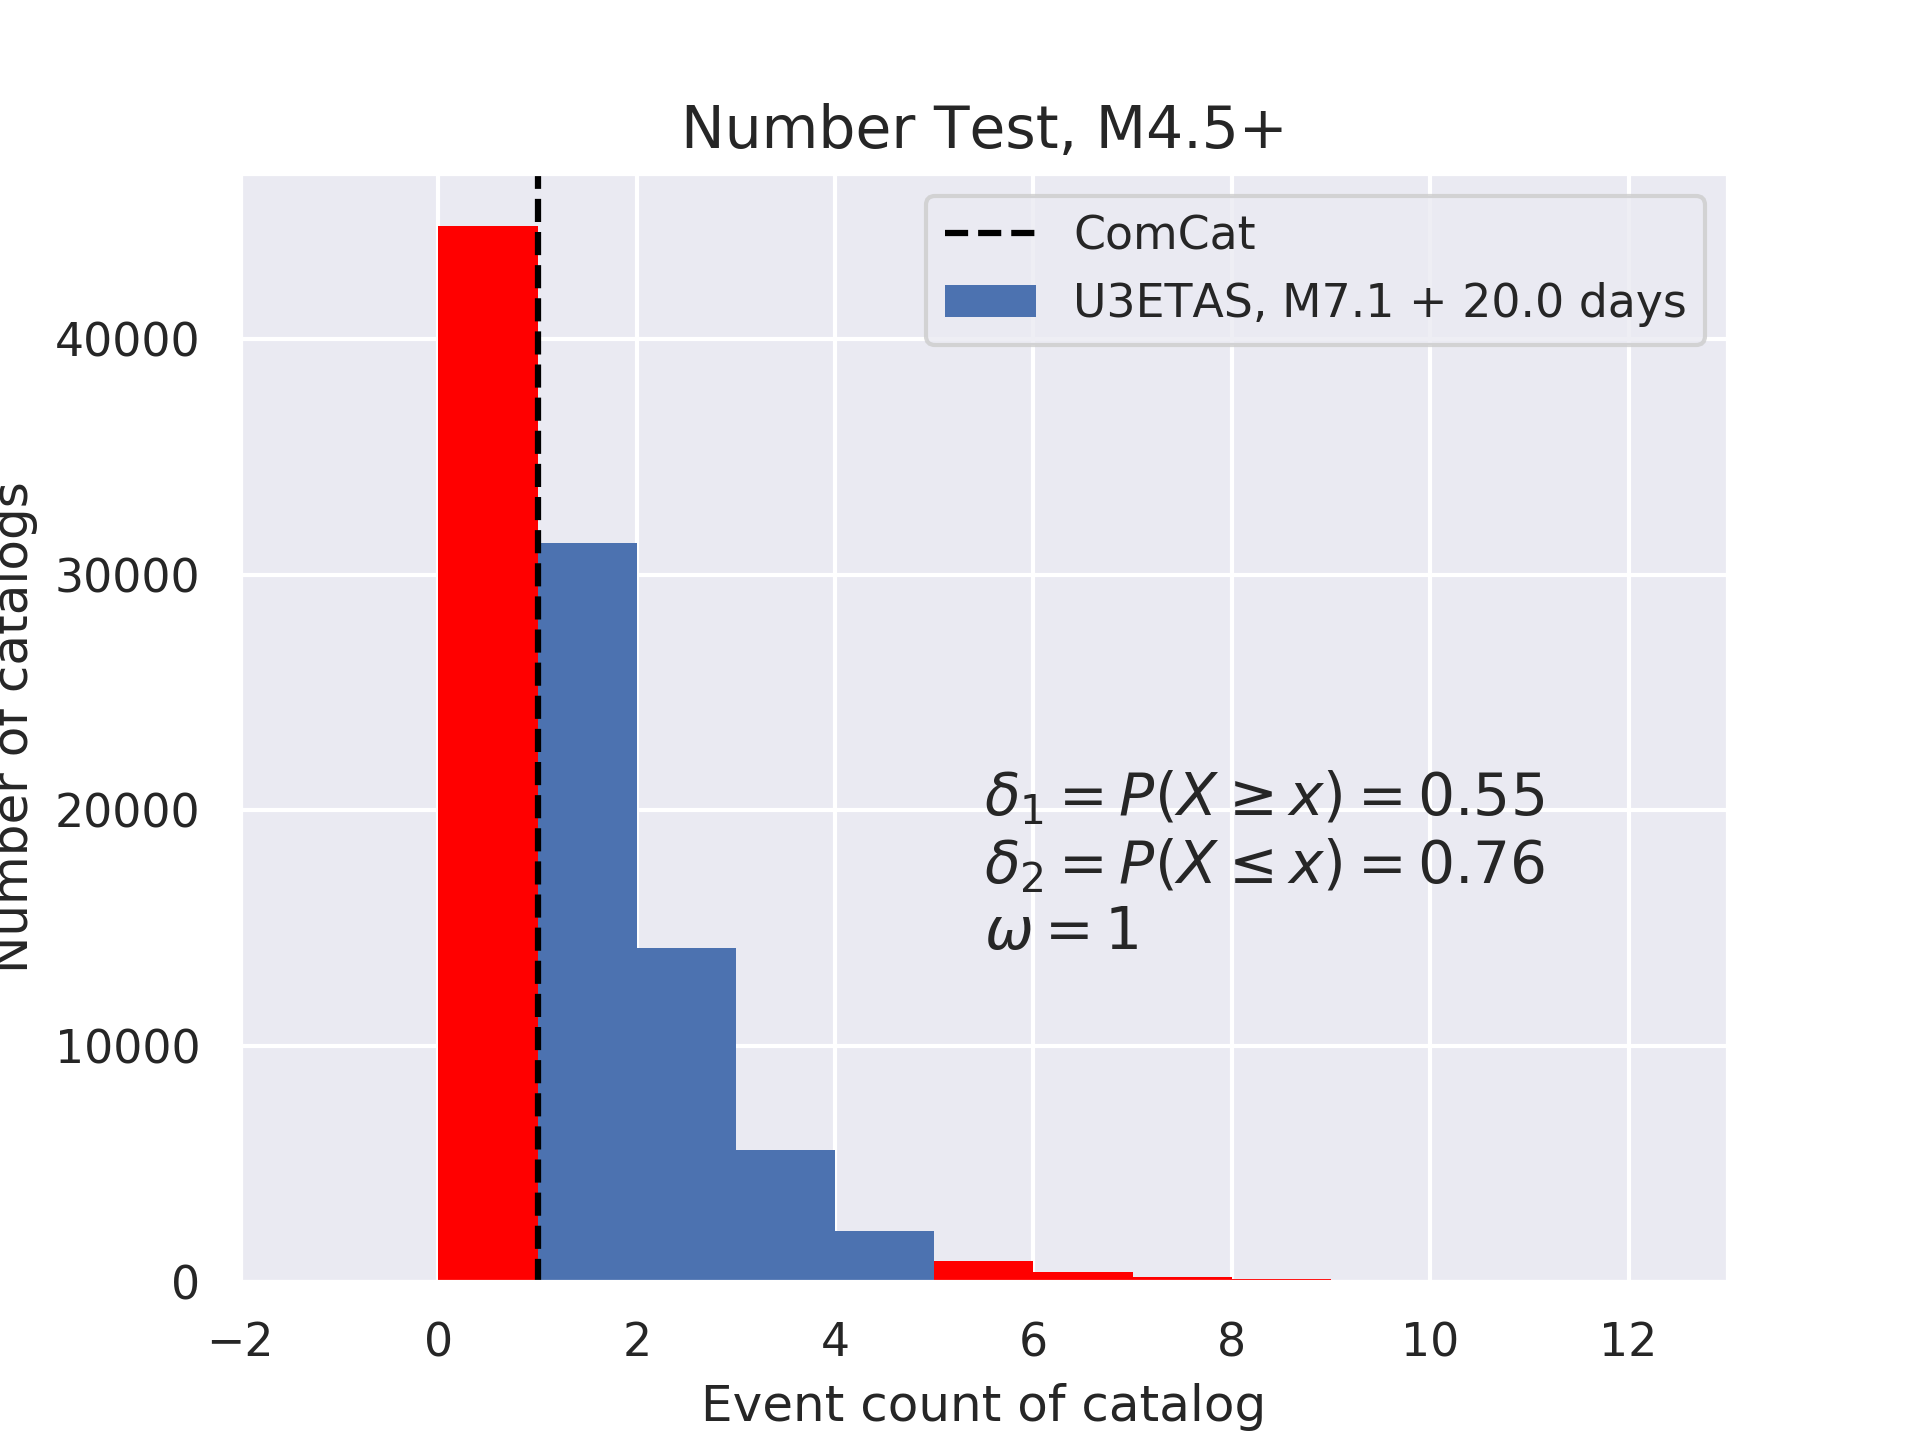 Number Test, M4.5+
ComCat
U3ETAS, M7.1 + 20.0 days
Number of catalogs
40000
30000
20000
10000
0
δ₁ = P(X ≥ x) = 0.55
δ₂ = P(X ≤ x) = 0.76
ω = 1
−2 0 2 4 6 8 10 12
Event count of catalog